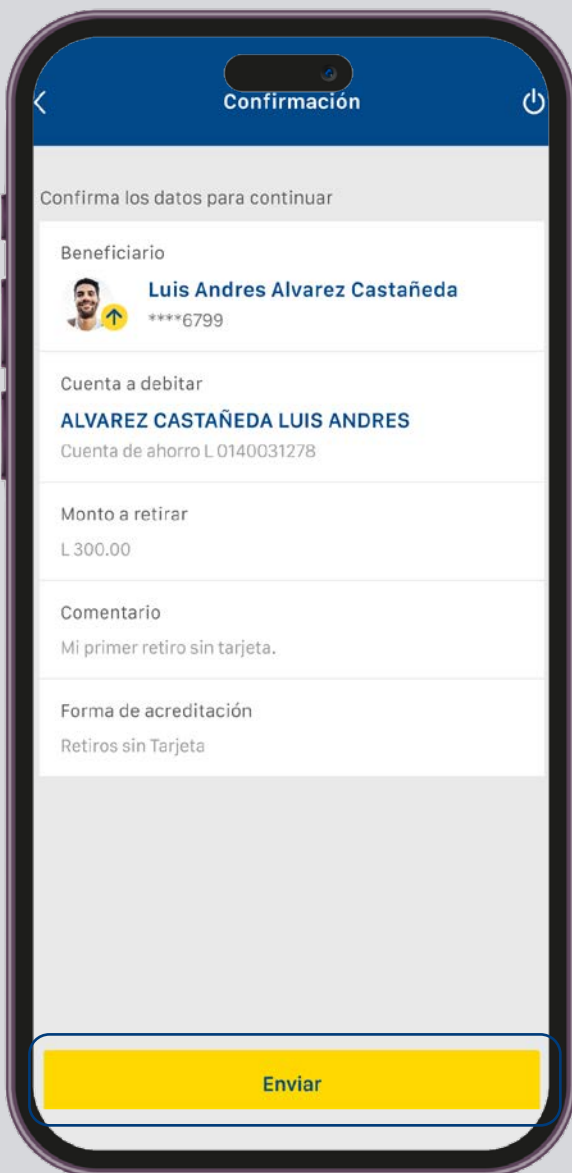 Confirmación
Confirma los datos para continuar
Beneficiario
Luis Andres Alvarez Castañeda
****6799
Cuenta a debitar
ALVAREZ CASTAÑEDA LUIS ANDRES
Cuenta de ahorro L 0140031278
Monto a retirar
L 300.00
Comentario
Mi primer retiro sin tarjeta.
Forma de acreditación
Retiros sin Tarjeta
Enviar